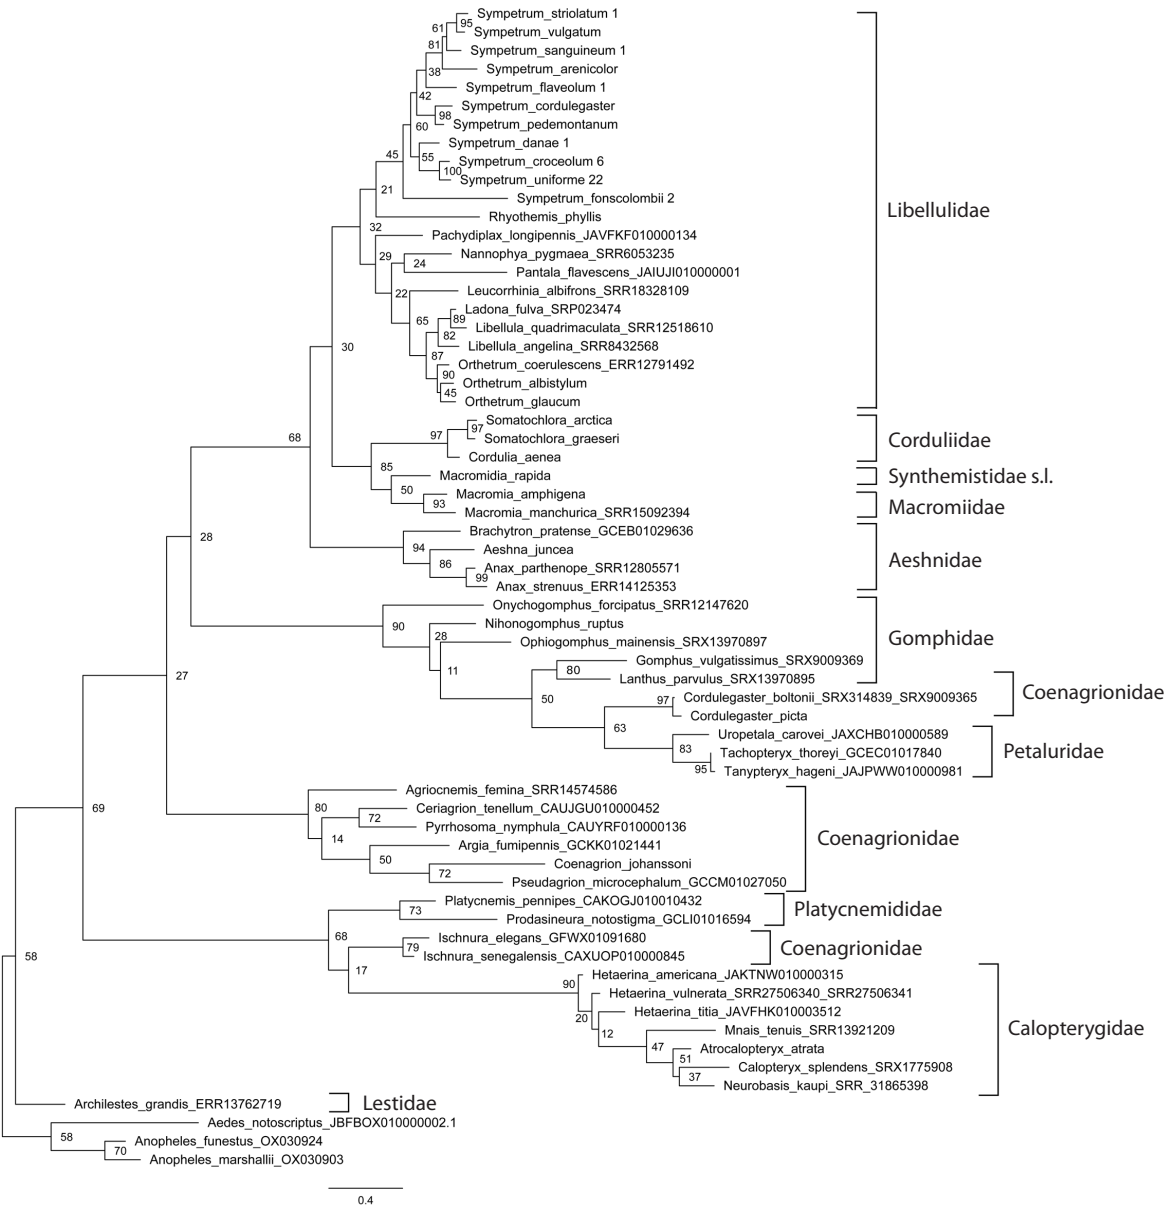 Sympetrum_striolatum 1
95
61
Sympetrum_vulgatum
81
Sympetrum_sanguineum 1
38
Sympetrum_arenicolor
Sympetrum_flaveolum 1
42
Sympetrum_cordulegaster
98
60
Sympetrum_pedemontanum
Sympetrum_danae 1
45
55
Sympetrum_croceolum 6
100
Sympetrum_uniforme 22
21
Sympetrum_fonscolombii 2
Libellulidae
Rhyothemis_phyllis
32
Pachydiplax_longipennis_JAVFKF010000134
29
Nannophya_pygmaea_SRR6053235
24
Pantala_flavescens_JAIUJI010000001
22
Leucorrhinia_albifrons_SRR18328109
Ladona_fulva_SRP023474
65
89
Libellula_quadrimaculata_SRR12518610
82
30
Libellula_angelina_SRR8432568
87
Orthetrum_coerulescens_ERR12791492
90
Orthetrum_albistylum
45
Orthetrum_glaucum
Somatochlora_arctica
97
68
97
Somatochlora_graeseri
Corduliidae
Cordulia_aenea
85
Macromidia_rapida
Synthemistidae s.l.
50
Macromia_amphigena
93
Macromiidae
Macromia_manchurica_SRR15092394
Brachytron_pratense_GCEB01029636
28
94
Aeshna_juncea
Aeshnidae
86
Anax_parthenope_SRR12805571
99
Anax_strenuus_ERR14125353
Onychogomphus_forcipatus_SRR12147620
90
Nihonogomphus_ruptus
28
Gomphidae
Ophiogomphus_mainensis_SRX13970897
Gomphus_vulgatissimus_SRX9009369
11
80
27
Lanthus_parvulus_SRX13970895
Coenagrionidae
50
97
Cordulegaster_boltonii_SRX314839_SRX9009365
Cordulegaster_picta
63
Uropetala_carovei_JAXCHB010000589
83
Petaluridae
Tachopteryx_thoreyi_GCEC01017840
95
Tanypteryx_hageni_JAJPWW010000981
Agriocnemis_femina_SRR14574586
69
80
Ceriagrion_tenellum_CAUJGU010000452
72
Pyrrhosoma_nymphula_CAUYRF010000136
14
Coenagrionidae
Argia_fumipennis_GCKK01021441
50
Coenagrion_johanssoni
72
Pseudagrion_microcephalum_GCCM01027050
Platycnemis_pennipes_CAKOGJ010010432
73
Platycnemididae
Prodasineura_notostigma_GCLI01016594
68
Ischnura_elegans_GFWX01091680
79
Coenagrionidae
58
Ischnura_senegalensis_CAXUOP010000845
17
Hetaerina_americana_JAKTNW010000315
90
Hetaerina_vulnerata_SRR27506340_SRR27506341
20
Hetaerina_titia_JAVFHK010003512
12
Mnais_tenuis_SRR13921209
Calopterygidae
47
Atrocalopteryx_atrata
51
Calopteryx_splendens_SRX1775908
37
Neurobasis_kaupi_SRR_31865398
Archilestes_grandis_ERR13762719
Lestidae
Aedes_notoscriptus_JBFBOX010000002.1
58
Anopheles_funestus_OX030924
70
Anopheles_marshallii_OX030903
0.4